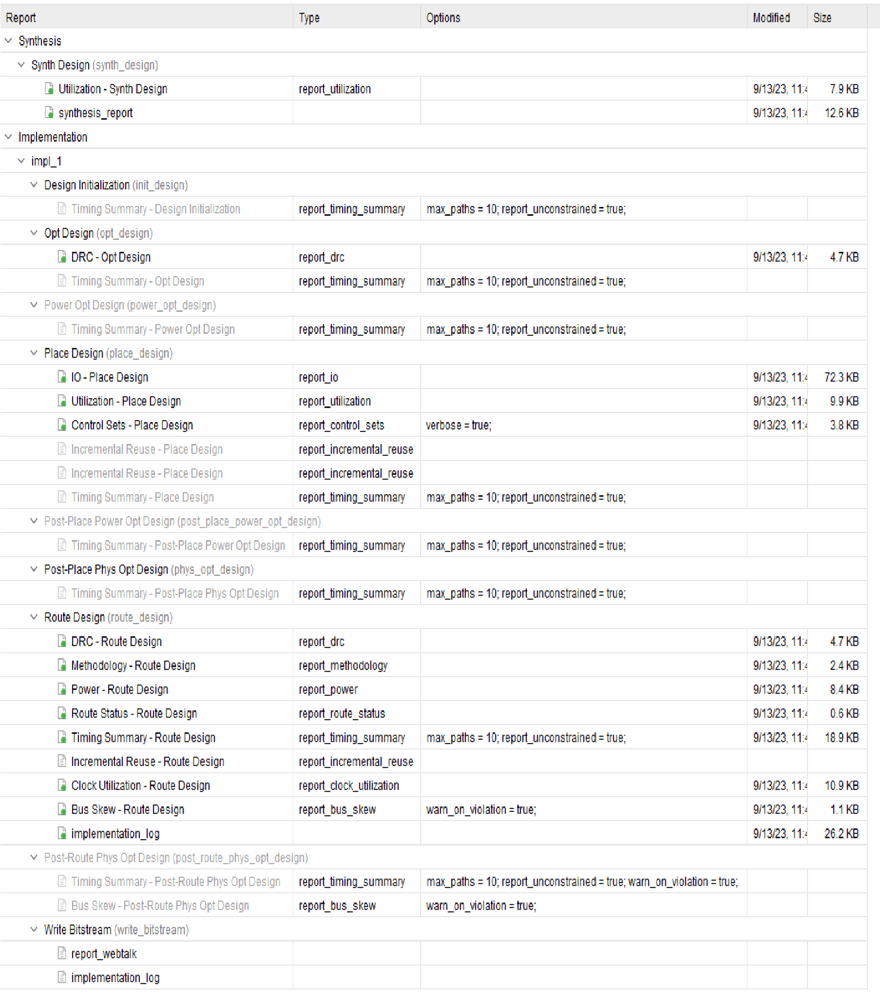 Report Type Options Modified Size
Synthesis
Synth Design (synth_design)
Utilization - Synth Design report_utilization 9/13/23, 11:4 7.9 KB
synthesis_report 9/13/23, 11:4 12.6 KB
Implementation
impl_1
Design Initialization (init_design)
Timing Summary - Design Initialization report_timing_summary max_paths = 10; report_unconstrained = true;
Opt Design (opt_design)
DRC - Opt Design report_drc 9/13/23, 11:4 4.7 KB
Timing Summary - Opt Design report_timing_summary max_paths = 10; report_unconstrained = true;
Power Opt Design (power_opt_design)
Timing Summary - Power Opt Design report_timing_summary max_paths = 10; report_unconstrained = true;
Place Design (place_design)
IO - Place Design report_io 9/13/23, 11:4 72.3 KB
Utilization - Place Design report_utilization 9/13/23, 11:4 9.9 KB
Control Sets - Place Design report_control_sets verbose = true; 9/13/23, 11:4 3.8 KB
Incremental Reuse - Place Design report_incremental_reuse
Incremental Reuse - Place Design report_incremental_reuse
Timing Summary - Place Design report_timing_summary max_paths = 10; report_unconstrained = true;
Post-Place Power Opt Design (post_place_power_opt_design)
Timing Summary - Post-Place Power Opt Design report_timing_summary max_paths = 10; report_unconstrained = true;
Post-Place Phys Opt Design (phys_opt_design)
Timing Summary - Post-Place Phys Opt Design report_timing_summary max_paths = 10; report_unconstrained = true;
Route Design (route_design)
DRC - Route Design report_drc 9/13/23, 11:4 4.7 KB
Methodology - Route Design report_methodology 9/13/23, 11:4 2.4 KB
Power - Route Design report_power 9/13/23, 11:4 8.4 KB
Route Status - Route Design report_route_status 9/13/23, 11:4 0.6 KB
Timing Summary - Route Design report_timing_summary max_paths = 10; report_unconstrained = true; 9/13/23, 11:4 18.9 KB
Incremental Reuse - Route Design report_incremental_reuse
Clock Utilization - Route Design report_clock_utilization 9/13/23, 11:4 10.9 KB
Bus Skew - Route Design report_bus_skew warn_on_violation = true; 9/13/23, 11:4 1.1 KB
implementation_log 9/13/23, 11:4 26.2 KB
Post-Route Phys Opt Design (post_route_phys_opt_design)
Timing Summary - Post-Route Phys Opt Design report_timing_summary max_paths = 10; report_unconstrained = true; warn_on_violation = true;
Bus Skew - Post-Route Phys Opt Design report_bus_skew warn_on_violation = true;
Write Bitstream (write_bitstream)
report_webtalk
implementation_log